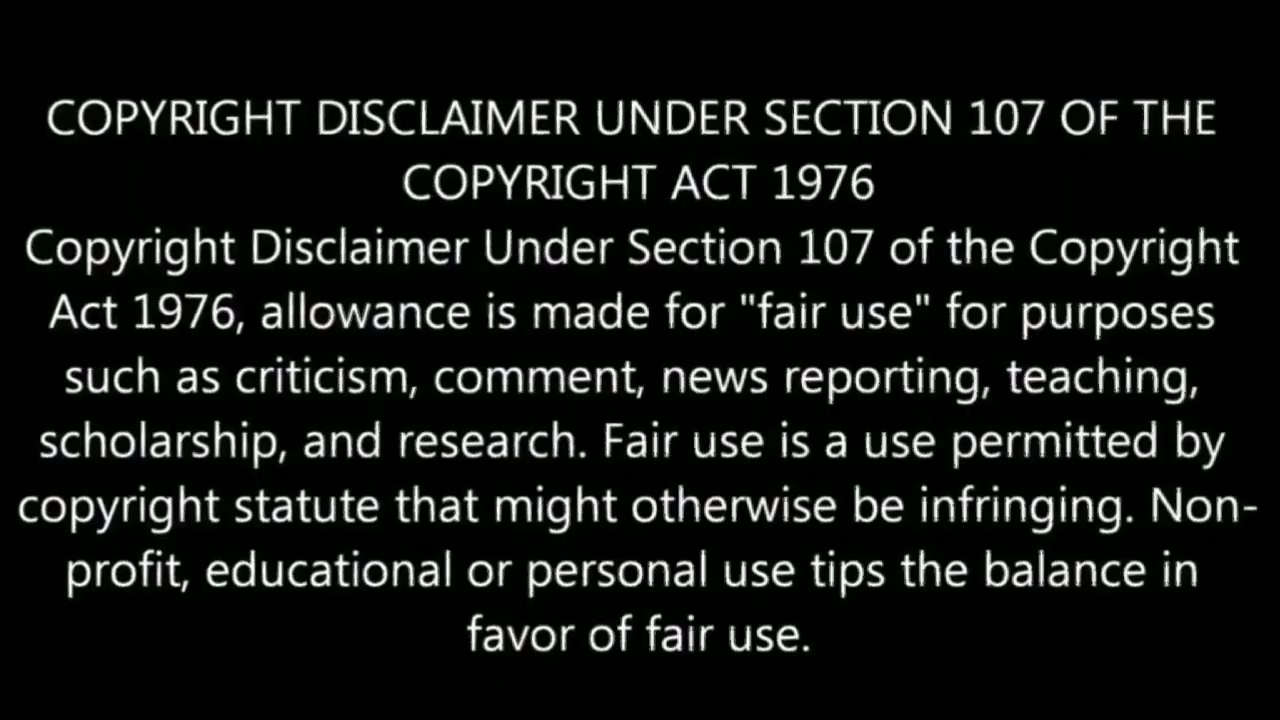 COPYRIGHT DISCLAIMER UNDER SECTION 107 OF THE
COPYRIGHT ACT 1976
Copyright Disclaimer Under Section 107 of the Copyright
Act 1976, allowance is made for "fair use" for purposes
such as criticism, comment, news reporting, teaching,
scholarship, and research. Fair use is a use permitted by
copyright statute that might otherwise be infringing. Non-
profit, educational or personal use tips the balance in
favor of fair use.